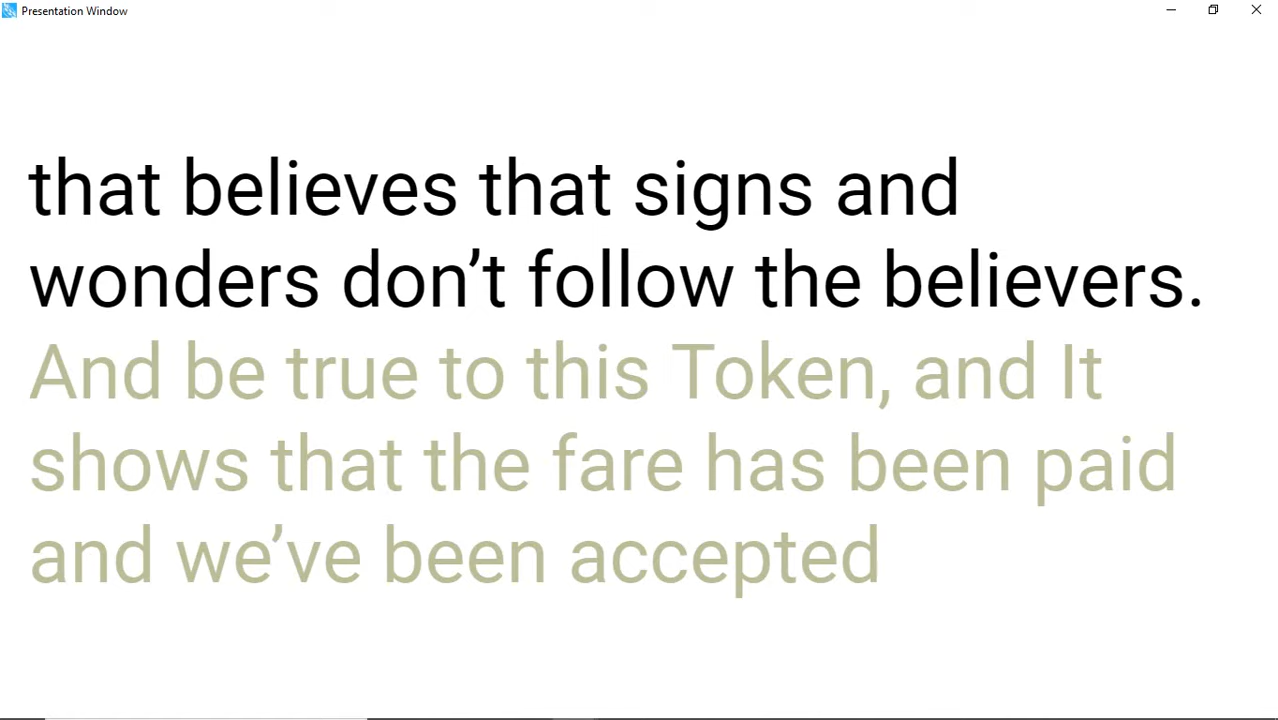 Presentation Window
that believes that signs and
wonders don’t follow the believers.
And be true to this Token, and It
shows that the fare has been paid
and we’ve been accepted